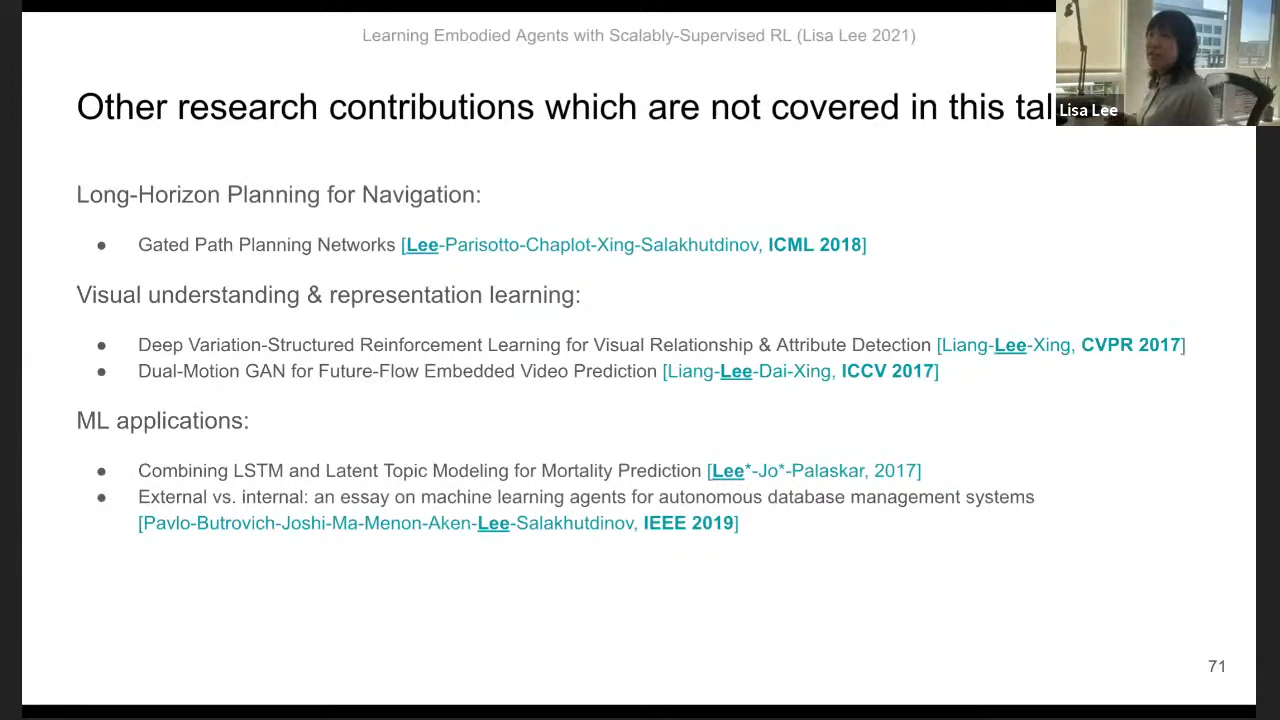 Learning Embodied Agents with Scalably-Supervised RL (Lisa Lee 2021)
Other research contributions which are not covered in this tal
Lisa Lee
Long-Horizon Planning for Navigation:
● Gated Path Planning Networks [Lee-Parisotto-Chaplot-Xing-Salakhutdinov, ICML 2018]
Visual understanding & representation learning:
● Deep Variation-Structured Reinforcement Learning for Visual Relationship & Attribute Detection [Liang-Lee-Xing, CVPR 2017]
● Dual-Motion GAN for Future-Flow Embedded Video Prediction [Liang-Lee-Dai-Xing, ICCV 2017]
ML applications:
● Combining LSTM and Latent Topic Modeling for Mortality Prediction [Lee*-Jo*-Palaskar, 2017]
● External vs. internal: an essay on machine learning agents for autonomous database management systems
[Pavlo-Butrovich-Joshi-Ma-Menon-Aken-Lee-Salakhutdinov, IEEE 2019]
71